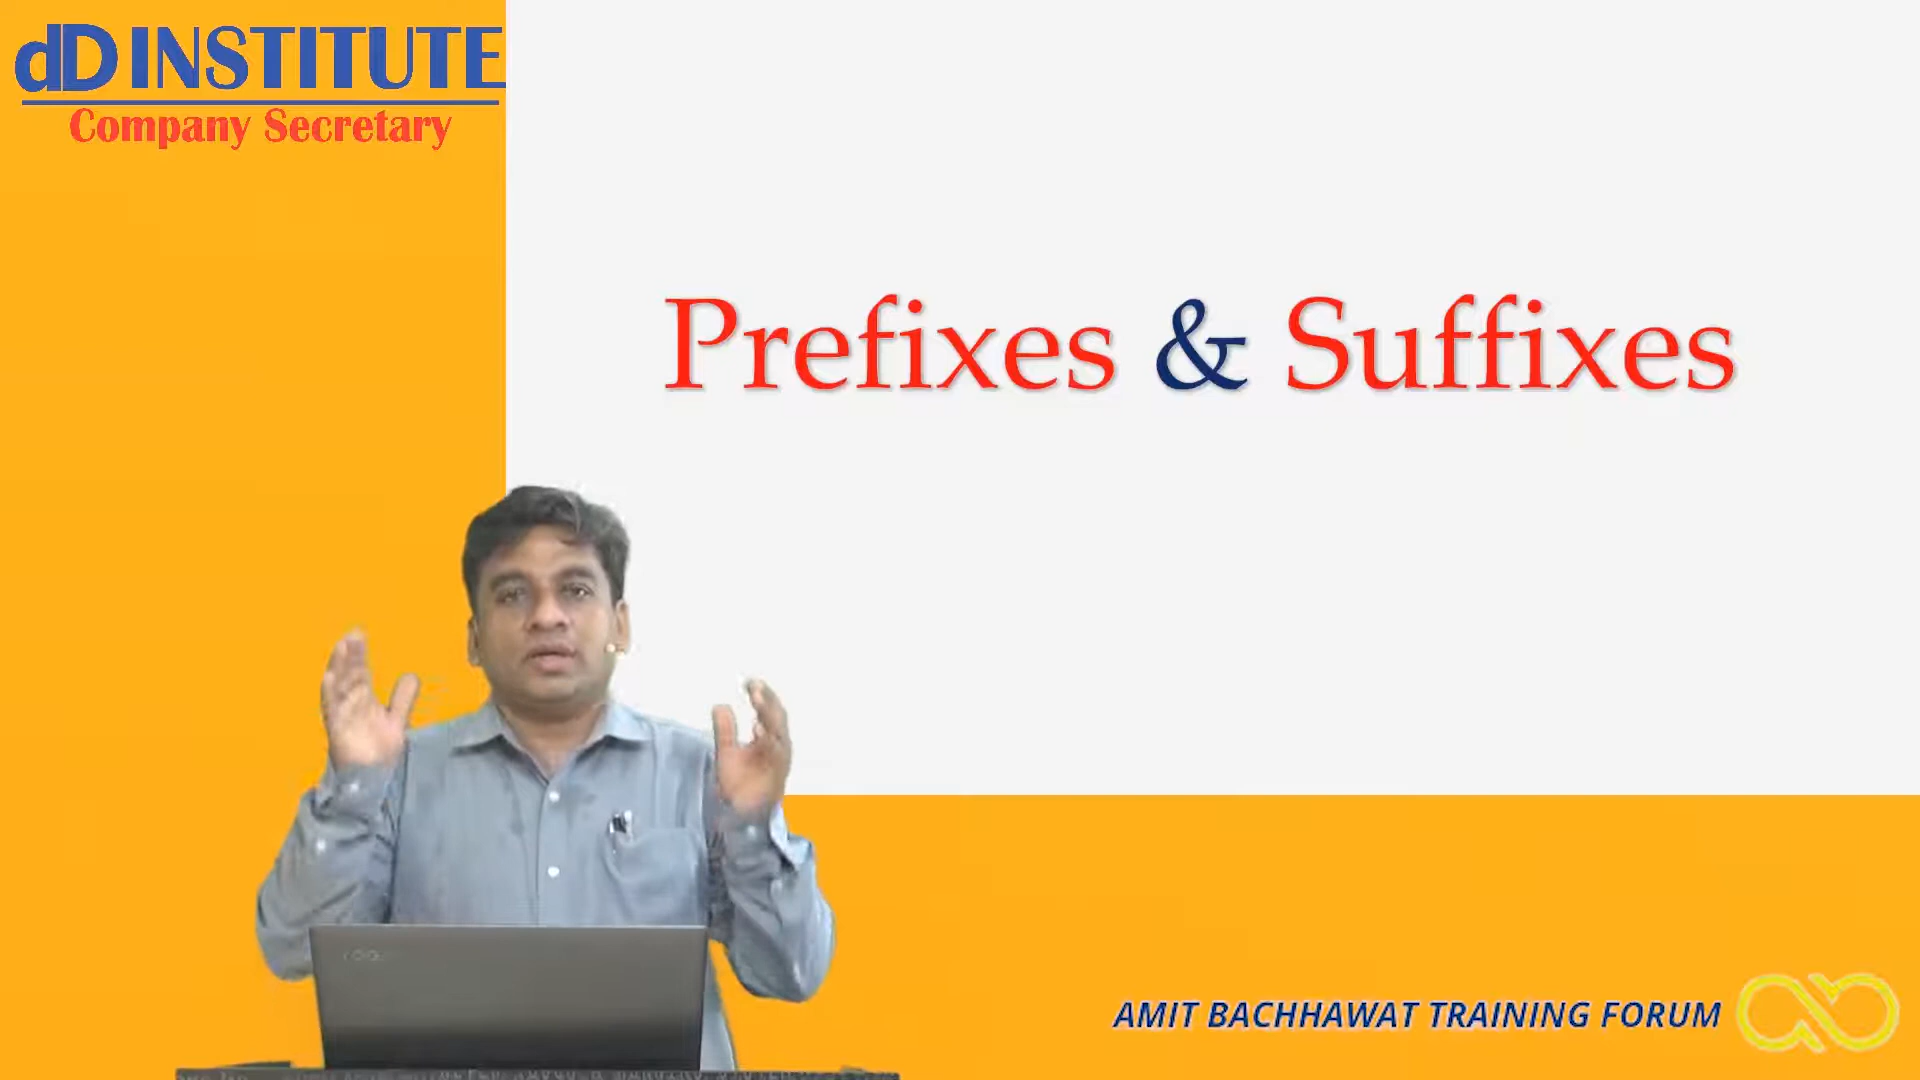 dD INSTITUTE
Company Secretary
Prefixes & Suffixes
AMIT BACHHAWAT TRAINING FORUM